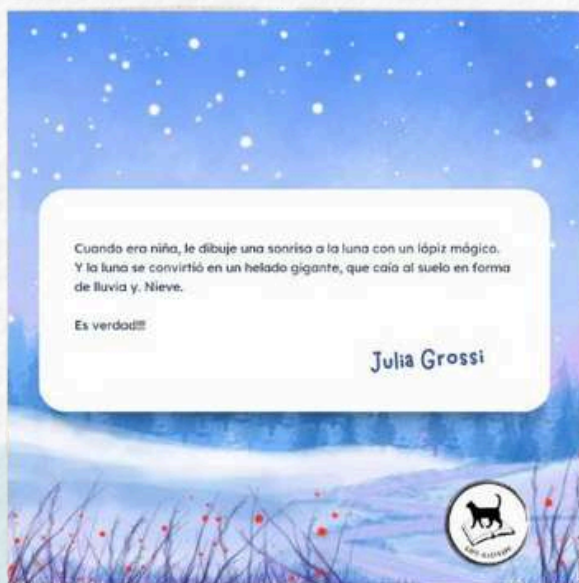 Cuando era niña, le dibuje una sonrisa a la luna con un lápiz mágico.
Y la luna se convirtió en un helado gigante, que caía al suelo en forma
de lluvia y. Nieve.
Es verdad!!!
Julia Grossi